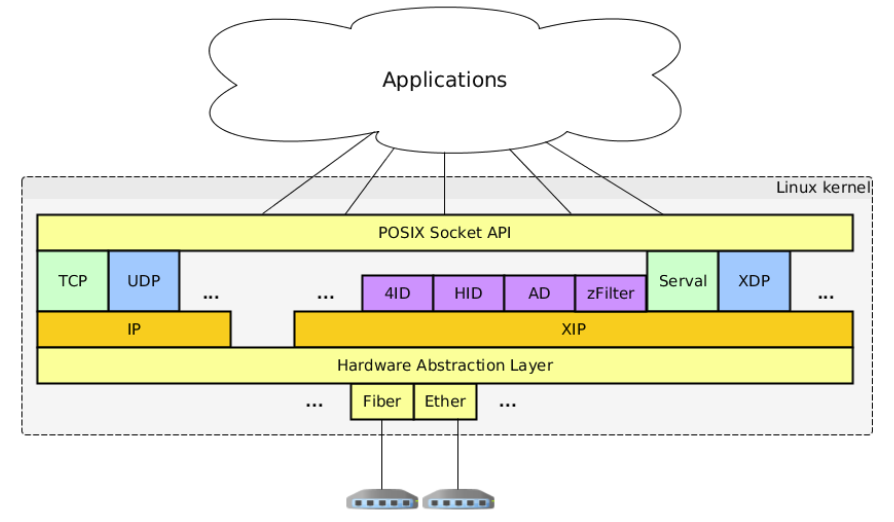 Applications
Linux kernel
POSIX Socket API
TCP
UDP
...
...
4ID
HID
AD
zFilter
Serval
XDP
...
IP
XIP
Hardware Abstraction Layer
...
Fiber
Ether
...